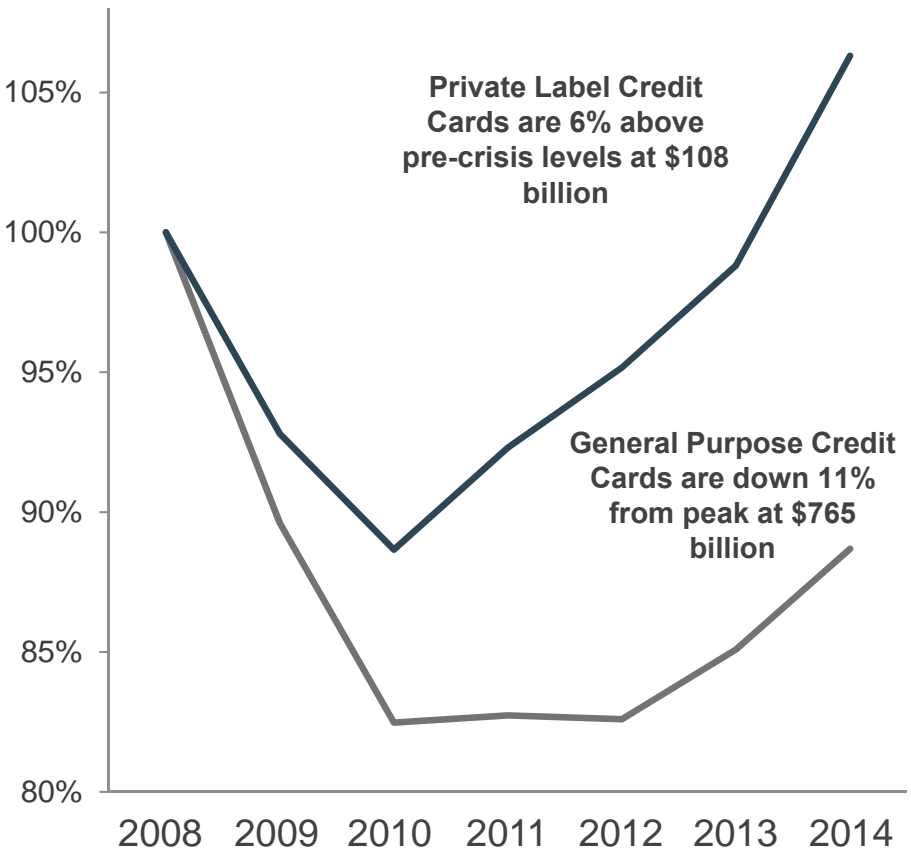 105%
100%
95%
90%
85%
80%
Private Label Credit
Cards are 6% above
pre-crisis levels at $108
billion
General Purpose Credit
Cards are down 11%
from peak at $765
billion
2008 2009 2010 2011 2012 2013 2014